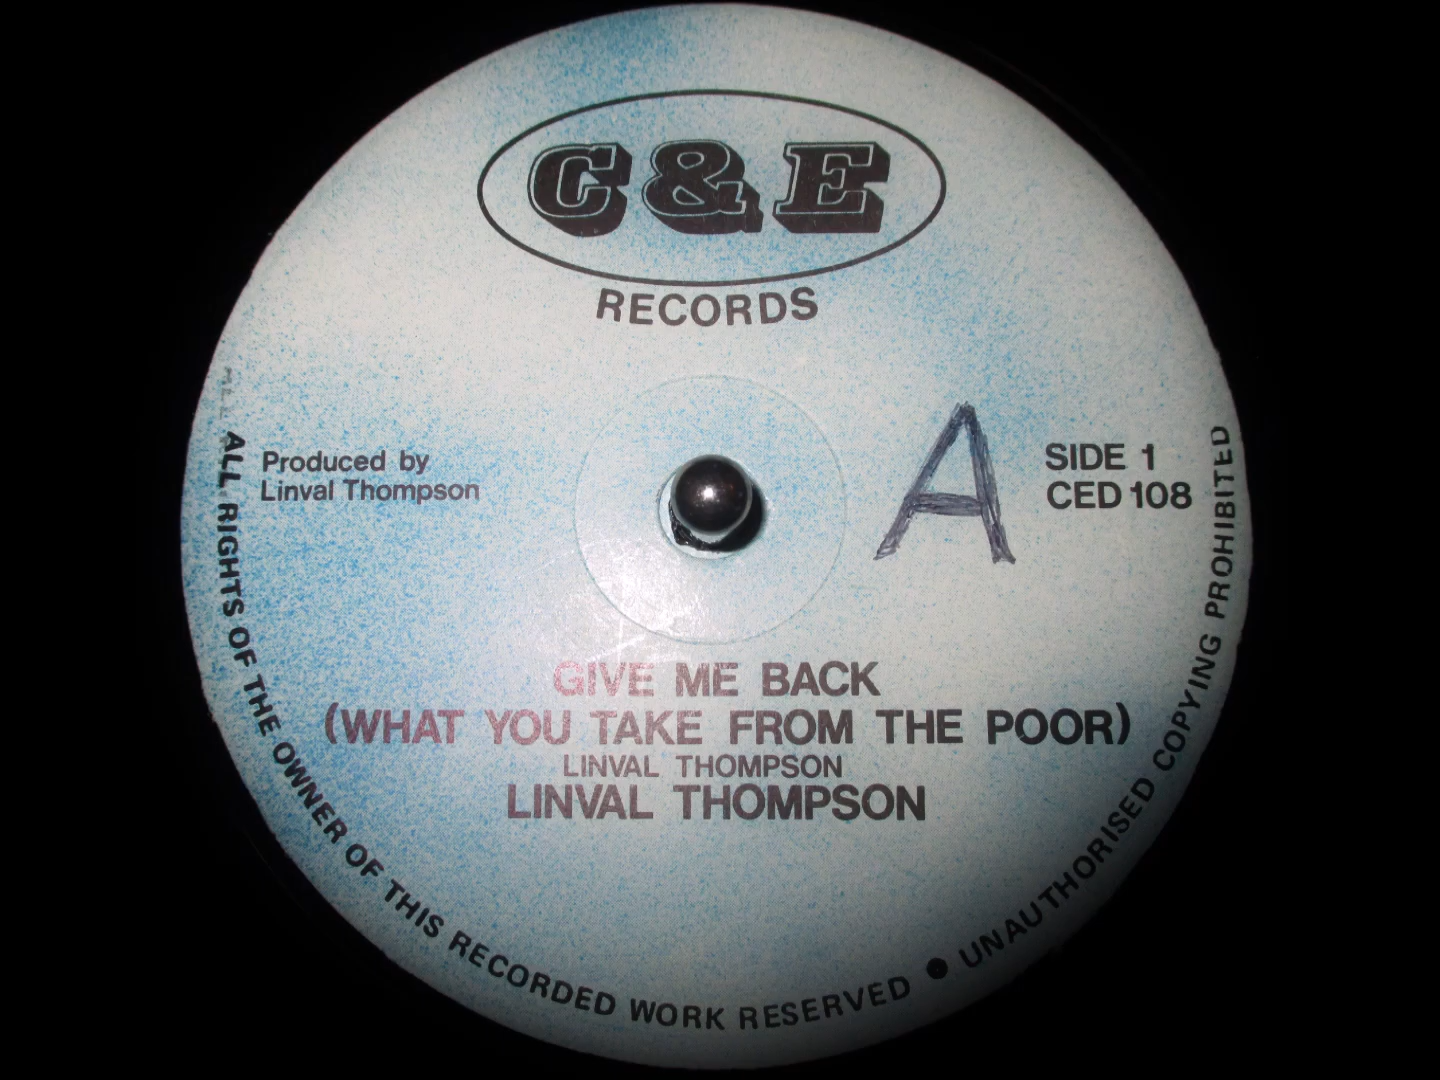 C&E
RECORDS
Produced by
Linval Thompson
A
SIDE 1
CED 108
GIVE ME BACK
(WHAT YOU TAKE FROM THE POOR)
LINVAL THOMPSON
LINVAL THOMPSON
ALL RIGHTS OF THE OWNER OF THIS RECORDED WORK RESERVED ● UNAUTHORISED COPYING PROHIBITED